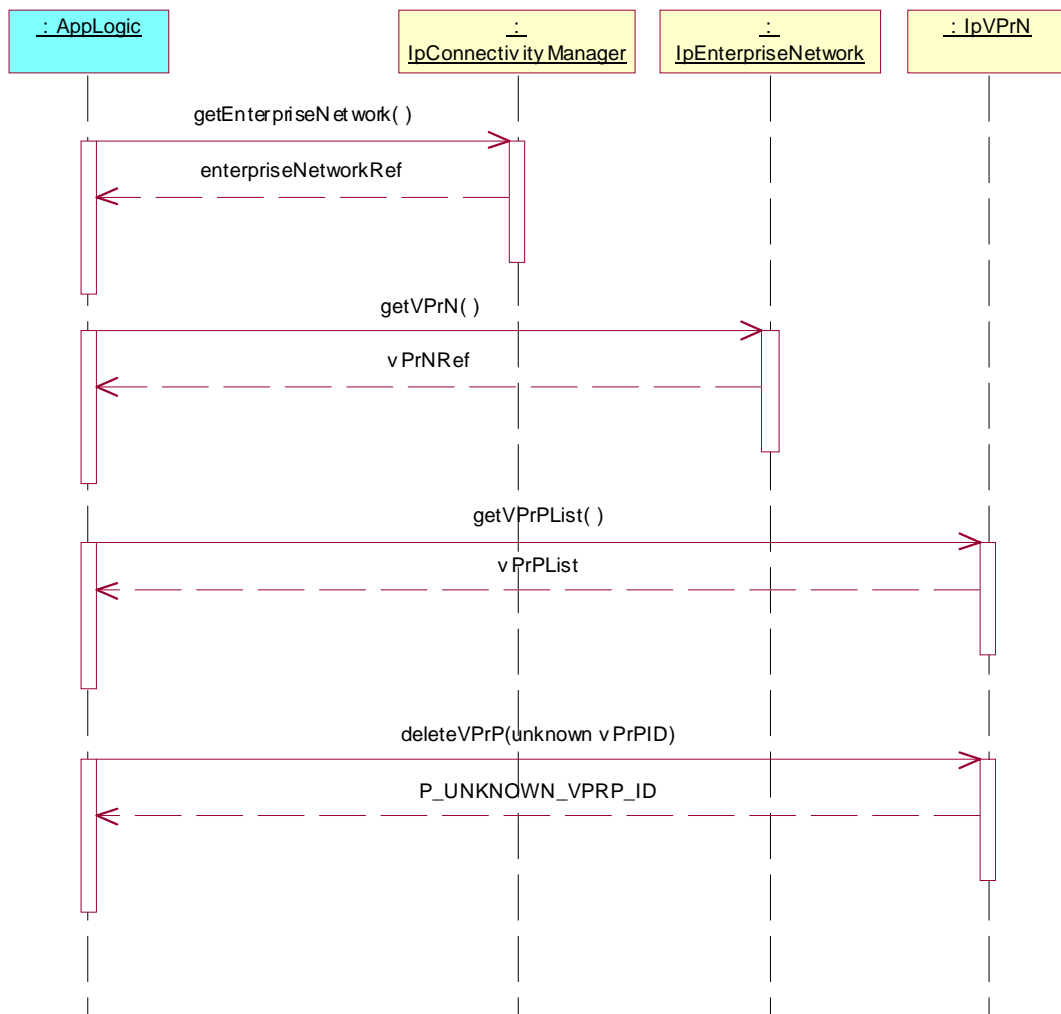 : AppLogic
:
IpConnectivityManager
:
IpEnterpriseNetwork
: IpVPrN
getEnterpriseNetwork( )
enterpriseNetworkRef
getVPrN( )
vPrNRef
getVPrPList( )
vPrPList
deleteVPrP(unknown vPrPID)
P_UNKNOWN_VPRP_ID